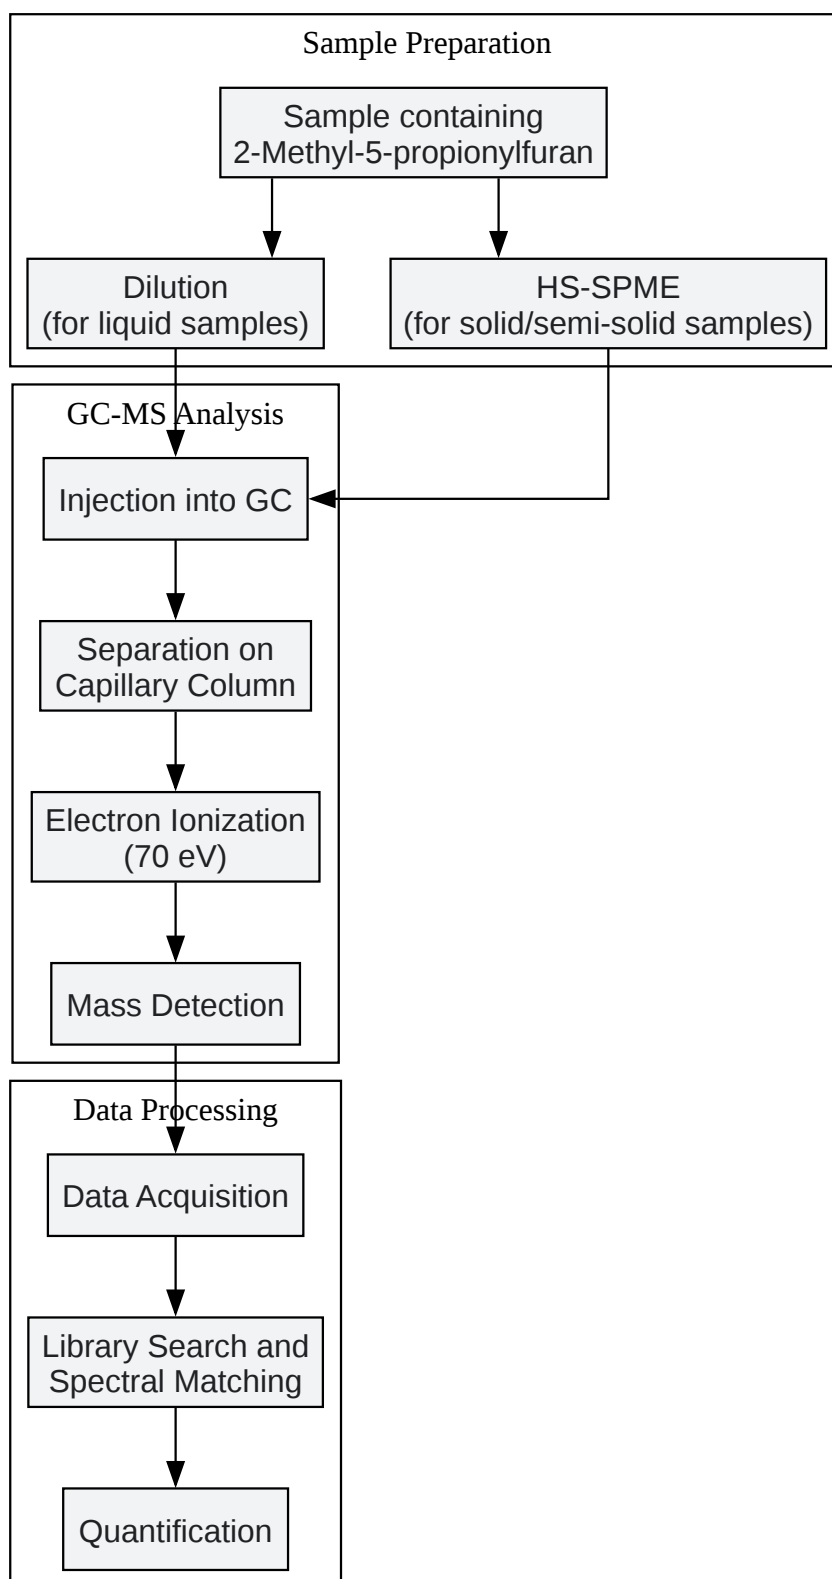 Sample Preparation
Sample containing
2-Methyl-5-propionylfuran
Dilution
(for liquid samples)
HS-SPME
(for solid/semi-solid samples)
GC-MS Analysis
Injection into GC
Separation on
Capillary Column
Electron Ionization
(70 eV)
Mass Detection
Data Processing
Data Acquisition
Library Search and
Spectral Matching
Quantification